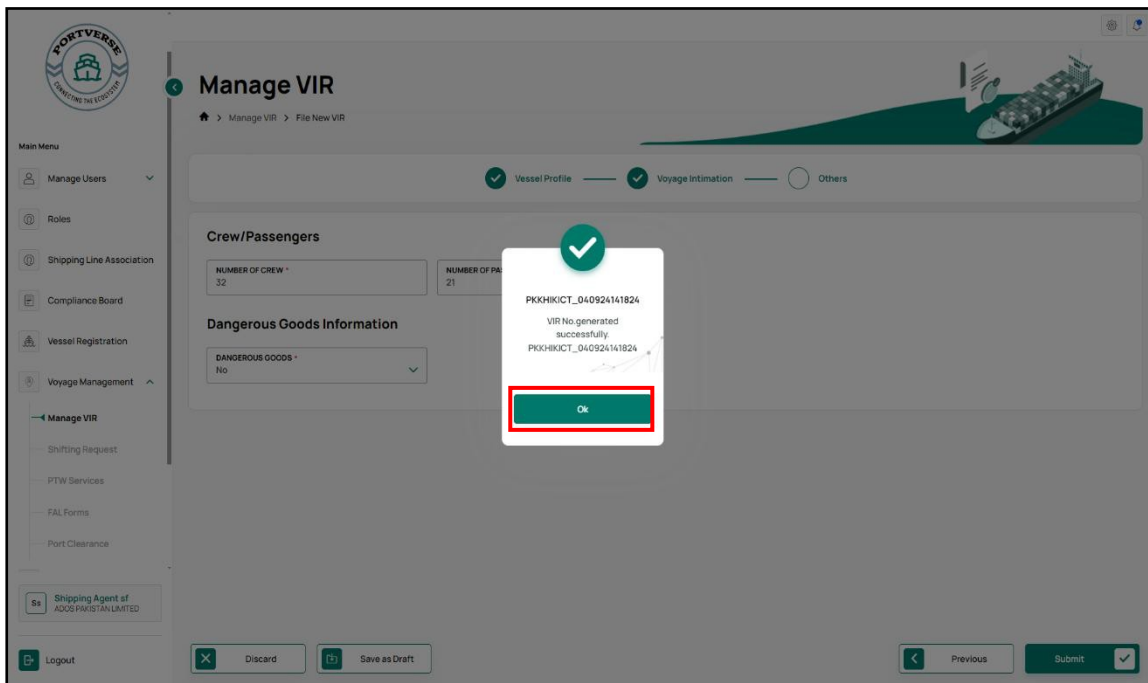 PORTVERSE
CONNECTING THE ECOSYSTEM
Main Menu
Manage Users
Roles
Shipping Line Association
Compliance Board
Vessel Registration
Voyage Management
Manage VIR
Shifting Request
PTW Services
FAL Forms
Port Clearance
Ss
Shipping Agent sf
ADOS PAKISTAN LIMITED
Logout
Manage VIR
Manage VIR > File New VIR
Vessel Profile
Voyage Intimation
Others
Crew/Passengers
NUMBER OF CREW *
32
NUMBER OF PA
21
Dangerous Goods Information
DANGEROUS GOODS *
No
PKKHIKICT_040924141824
VIR No.generated
successfully.
PKKHIKICT_040924141824
Ok
Discard
Save as Draft
Previous
Submit